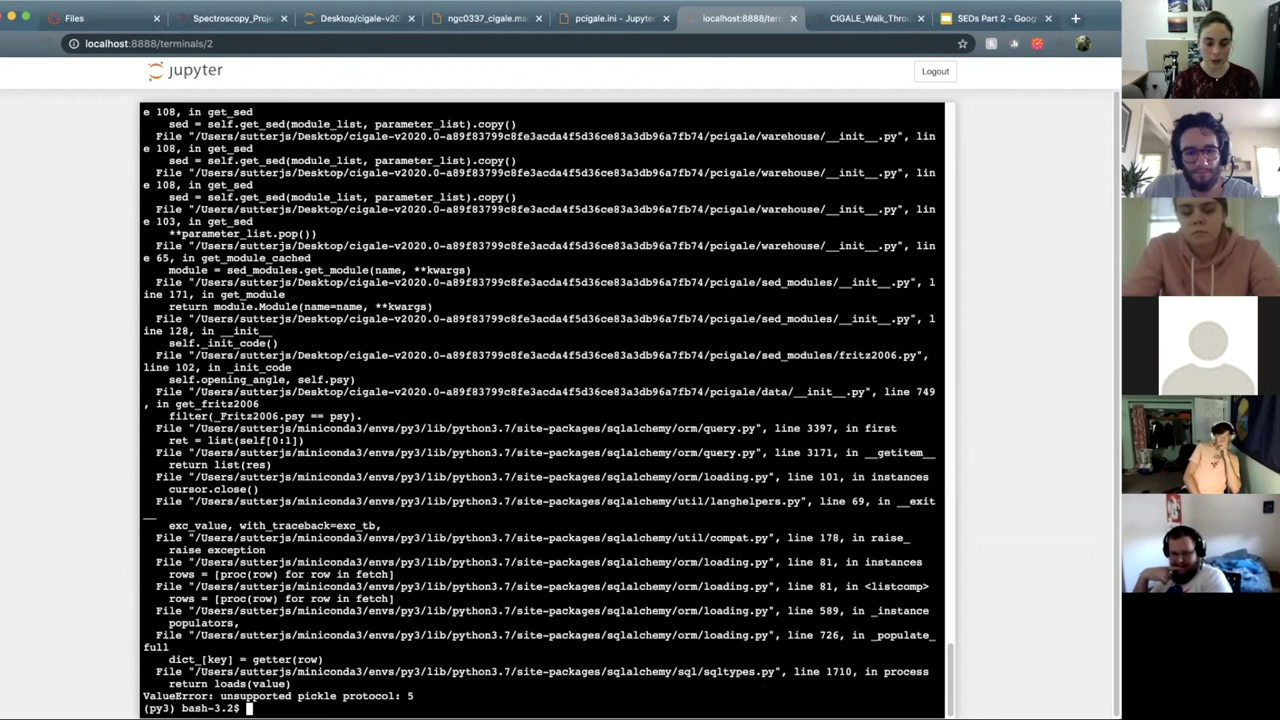 Files
Spectroscopy_Proje
Desktop/cigale-v20
ngc0337_cigale.ma
pcigale.ini - Jupyter
localhost:8888/term
CIGALE_Walk_Thro
SEDs Part 2 - Goog
localhost:8888/terminals/2
jupyter
Logout
e 108, in get_sed
sed = self.get_sed(module_list, parameter_list).copy()
File "/Users/sutterjs/Desktop/cigale-v2020.0-a89f83799c8fe3acda4f5d36ce83a3db96a7fb74/pcigale/warehouse/__init__.py", lin
e 108, in get_sed
sed = self.get_sed(module_list, parameter_list).copy()
File "/Users/sutterjs/Desktop/cigale-v2020.0-a89f83799c8fe3acda4f5d36ce83a3db96a7fb74/pcigale/warehouse/__init__.py", lin
e 108, in get_sed
sed = self.get_sed(module_list, parameter_list).copy()
File "/Users/sutterjs/Desktop/cigale-v2020.0-a89f83799c8fe3acda4f5d36ce83a3db96a7fb74/pcigale/warehouse/__init__.py", lin
e 103, in get_sed
**parameter_list.pop())
File "/Users/sutterjs/Desktop/cigale-v2020.0-a89f83799c8fe3acda4f5d36ce83a3db96a7fb74/pcigale/warehouse/__init__.py", lin
e 65, in get_module_cached
module = sed_modules.get_module(name, **kwargs)
File "/Users/sutterjs/Desktop/cigale-v2020.0-a89f83799c8fe3acda4f5d36ce83a3db96a7fb74/pcigale/sed_modules/__init__.py", l
ine 171, in get_module
return module.Module(name=name, **kwargs)
File "/Users/sutterjs/Desktop/cigale-v2020.0-a89f83799c8fe3acda4f5d36ce83a3db96a7fb74/pcigale/sed_modules/__init__.py", l
ine 128, in __init__
self._init_code()
File "/Users/sutterjs/Desktop/cigale-v2020.0-a89f83799c8fe3acda4f5d36ce83a3db96a7fb74/pcigale/sed_modules/fritz2006.py",
line 102, in _init_code
self.opening_angle, self.psy)
File "/Users/sutterjs/Desktop/cigale-v2020.0-a89f83799c8fe3acda4f5d36ce83a3db96a7fb74/pcigale/data/__init__.py", line 749
, in get_fritz2006
filter(_Fritz2006.psy == psy).
File "/Users/sutterjs/miniconda3/envs/py3/lib/python3.7/site-packages/sqlalchemy/orm/query.py", line 3397, in first
ret = list(self[0:1])
File "/Users/sutterjs/miniconda3/envs/py3/lib/python3.7/site-packages/sqlalchemy/orm/query.py", line 3171, in __getitem__
return list(res)
File "/Users/sutterjs/miniconda3/envs/py3/lib/python3.7/site-packages/sqlalchemy/orm/loading.py", line 101, in instances
cursor.close()
File "/Users/sutterjs/miniconda3/envs/py3/lib/python3.7/site-packages/sqlalchemy/util/langhelpers.py", line 69, in __exit
__
exc_value, with_traceback=exc_tb,
File "/Users/sutterjs/miniconda3/envs/py3/lib/python3.7/site-packages/sqlalchemy/util/compat.py", line 178, in raise_
raise exception
File "/Users/sutterjs/miniconda3/envs/py3/lib/python3.7/site-packages/sqlalchemy/orm/loading.py", line 81, in instances
rows = [proc(row) for row in fetch]
File "/Users/sutterjs/miniconda3/envs/py3/lib/python3.7/site-packages/sqlalchemy/orm/loading.py", line 81, in <listcomp>
rows = [proc(row) for row in fetch]
File "/Users/sutterjs/miniconda3/envs/py3/lib/python3.7/site-packages/sqlalchemy/orm/loading.py", line 589, in _instance
populators,
File "/Users/sutterjs/miniconda3/envs/py3/lib/python3.7/site-packages/sqlalchemy/orm/loading.py", line 726, in _populate_
full
dict_[key] = getter(row)
File "/Users/sutterjs/miniconda3/envs/py3/lib/python3.7/site-packages/sqlalchemy/sql/sqltypes.py", line 1710, in process
return loads(value)
ValueError: unsupported pickle protocol: 5
(py3) bash-3.2$